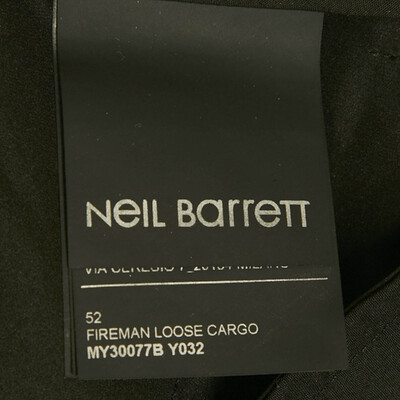 NEIL BARRETT
52
FIREMAN LOOSE CARGO
MY30077B Y032